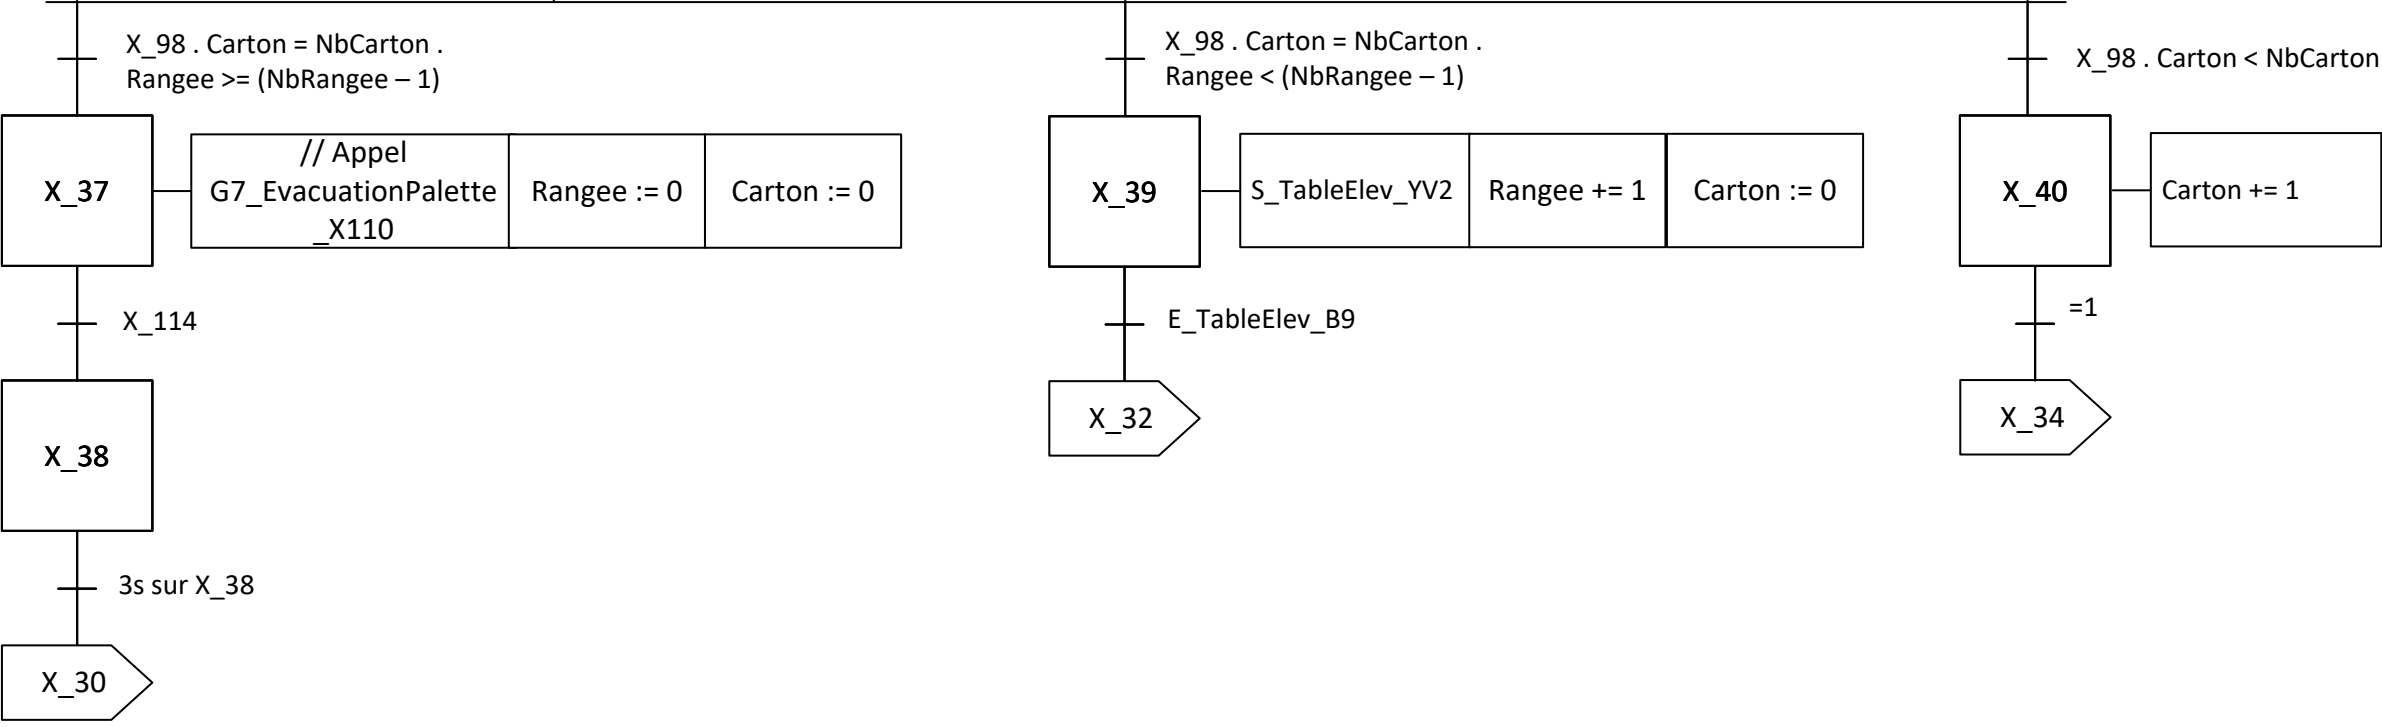 X_98 . Carton = NbCarton .
Rangee >= (NbRangee – 1)
X_98 . Carton = NbCarton .
Rangee < (NbRangee – 1)
X_98 . Carton < NbCarton
X_37
// Appel
G7_EvacuationPalette
_X110
Rangee := 0
Carton := 0
X_39
S_TableElev_YV2
Rangee += 1
Carton := 0
X_40
Carton += 1
X_114
E_TableElev_B9
=1
X_38
X_32
X_34
3s sur X_38
X_30